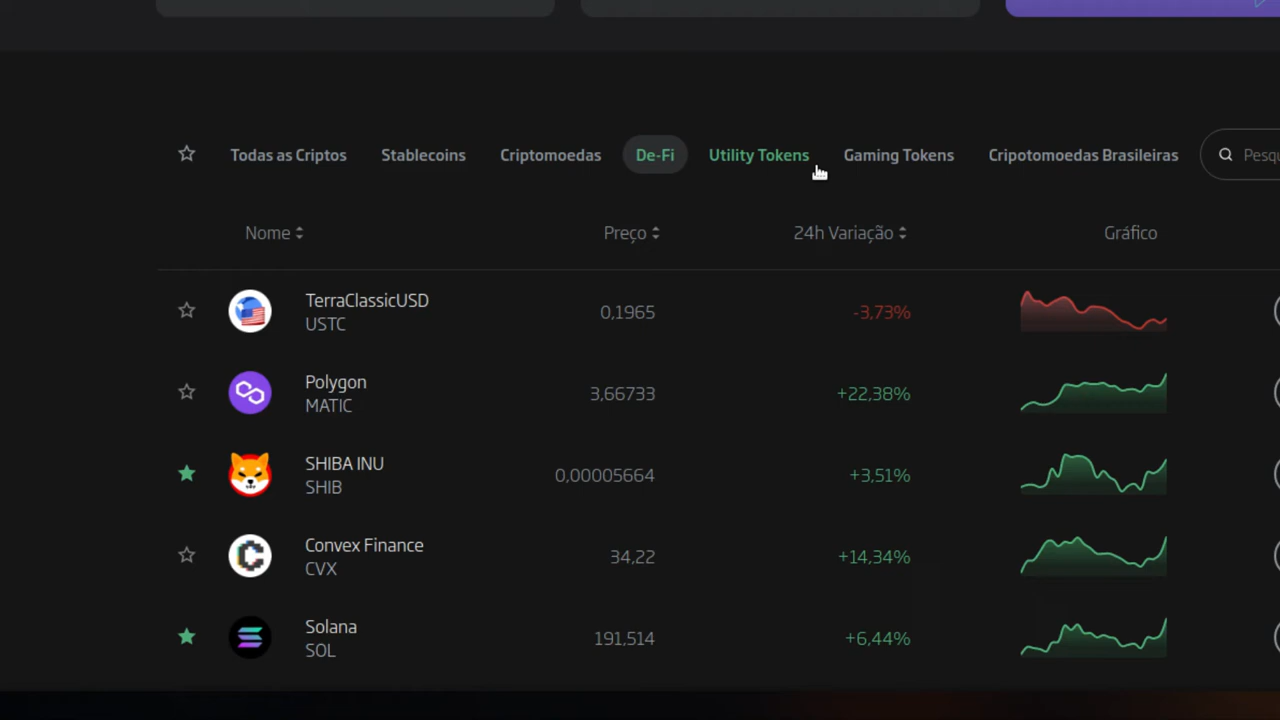 Todas as Criptos Stablecoins Criptomoedas De-Fi Utility Tokens Gaming Tokens Cripotomoedas Brasileiras Pesqu
Nome Preço 24h Variação Gráfico
TerraClassicUSD
USTC
0,1965 -3,73%
Polygon
MATIC
3,66733 +22,38%
SHIBA INU
SHIB
0,00005664 +3,51%
Convex Finance
CVX
34,22 +14,34%
Solana
SOL
191,514 +6,44%